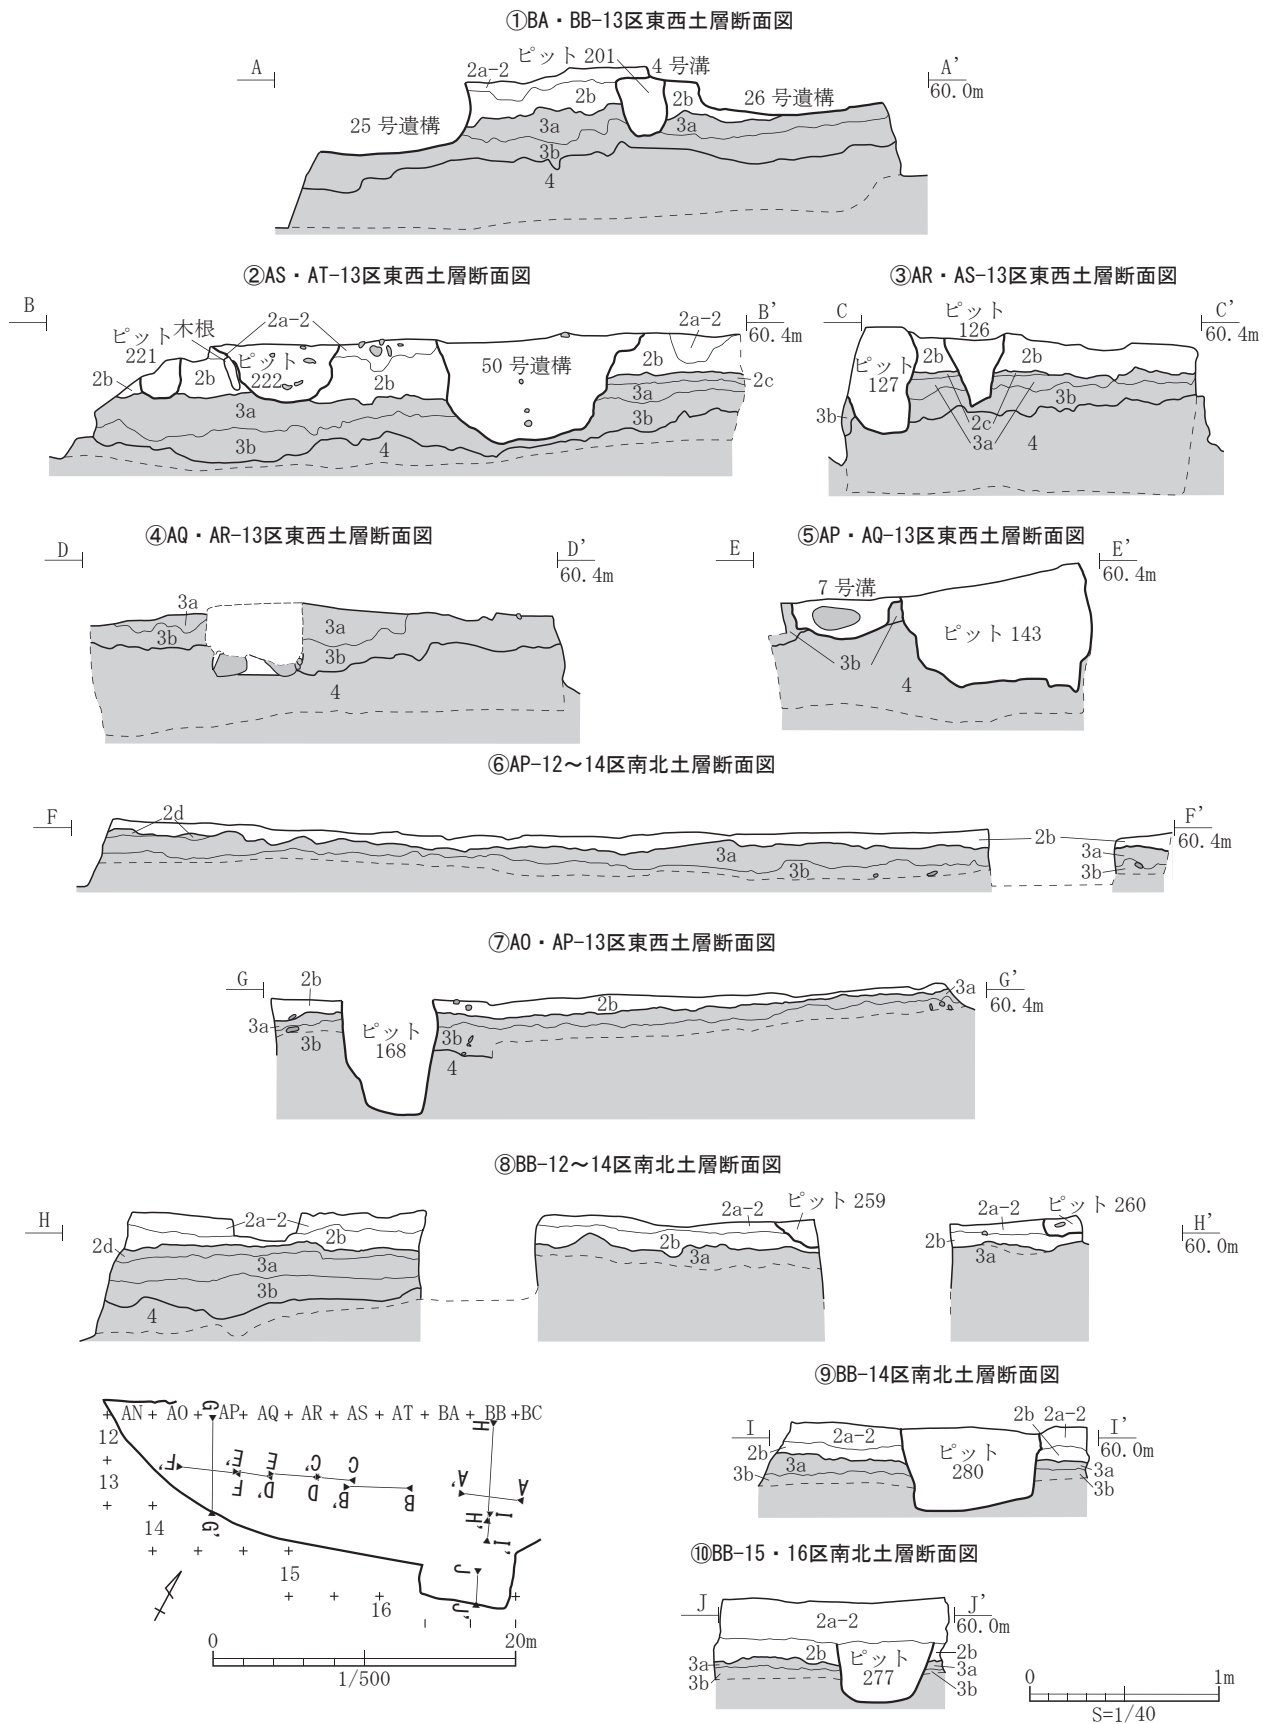 ①BA・BB-13区東西土層断面図
A
2a-2
ピット 201
4 号溝
A'
60.0m
25 号遺構
2b
2b
26 号遺構
3a
3a
3b
4
②AS・AT-13区東西土層断面図
B
ピット
221
木根
2a-2
ピット
222
50 号遺構
2a-2
B'
60.4m
2b
2b
2b
2b
2c
3a
3a
3b
3b
4
③AR・AS-13区東西土層断面図
C
ピット
126
C'
60.4m
ピット
127
2b
2b
3b
3b
2c
3a
4
④AQ・AR-13区東西土層断面図
D
D'
60.4m
3a
3b
3a
3b
4
⑤AP・AQ-13区東西土層断面図
E
7 号溝
E'
60.4m
ピット 143
3b
4
⑥AP-12～14区南北土層断面図
F
2d
F'
60.4m
2b
3a
3b
3a
3b
⑦AO・AP-13区東西土層断面図
G
2b
3a
G'
60.4m
2b
3a
3b
ピット
168
3b
4
⑧BB-12～14区南北土層断面図
H
2a-2
2b
2d
3a
3b
4
2a-2
ピット 259
2b
3a
2a-2
ピット 260
2b
3a
H'
60.0m
⑨BB-14区南北土層断面図
I
2a-2
2b
3a
3b
ピット
280
2b
2a-2
I'
60.0m
3a
3b
⑩BB-15・16区南北土層断面図
J
2a-2
J'
60.0m
2b
2b
3a
3b
ピット
277
3a
3b
AN AO AP AQ AR AS AT BA BB BC
12
13
14
15
16
G
H
F'
E'
E
C'
C
F
D'
D
B'
B
A'
A
G'
H'
I
I'
J
J'
0
20m
1/500
0
1m
S=1/40